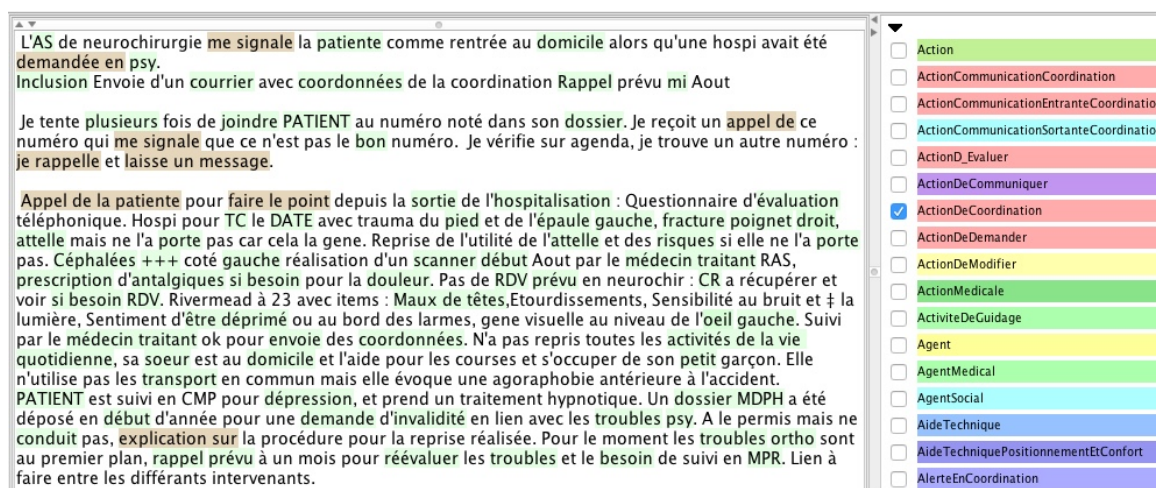 L'AS de neurochirurgie me signale la patiente comme rentrée au domicile alors qu'une hospi avait été
demandée en psy.
Inclusion Envoie d'un courrier avec coordonnées de la coordination Rappel prévu mi Aout
Je tente plusieurs fois de joindre PATIENT au numéro noté dans son dossier. Je reçoit un appel de ce
numéro qui me signale que ce n'est pas le bon numéro. Je vérifie sur agenda, je trouve un autre numéro :
je rappelle et laisse un message.
Appel de la patiente pour faire le point depuis la sortie de l'hospitalisation : Questionnaire d'évaluation
téléphonique. Hospi pour TC le DATE avec trauma du pied et de l'épaule gauche, fracture poignet droit,
attelle mais ne l'a porte pas car cela la gene. Reprise de l'utilité de l'attelle et des risques si elle ne l'a porte
pas. Céphalées +++ coté gauche réalisation d'un scanner début Aout par le médecin traitant RAS,
prescription d'antalgiques si besoin pour la douleur. Pas de RDV prévu en neurochir : CR a récupérer et
voir si besoin RDV. Rivermead à 23 avec items : Maux de têtes,Etourdissements, Sensibilité au bruit et ‡ la
lumière, Sentiment d'être déprimé ou au bord des larmes, gene visuelle au niveau de l'oeil gauche. Suivi
par le médecin traitant ok pour envoie des coordonnées. N'a pas repris toutes les activités de la vie
quotidienne, sa soeur est au domicile et l'aide pour les courses et s'occuper de son petit garçon. Elle
n'utilise pas les transport en commun mais elle évoque une agoraphobie antérieure à l'accident.
PATIENT est suivi en CMP pour dépression, et prend un traitement hypnotique. Un dossier MDPH a été
déposé en début d'année pour une demande d'invalidité en lien avec les troubles psy. A le permis mais ne
conduit pas, explication sur la procédure pour la reprise réalisée. Pour le moment les troubles ortho sont
au premier plan, rappel prévu à un mois pour réévaluer les troubles et le besoin de suivi en MPR. Lien à
faire entre les différants intervenants.
Action
ActionCommunicationCoordination
ActionCommunicationEntranteCoordinatio
ActionCommunicationSortanteCoordinatio
ActionD_Evaluer
ActionDeCommuniquer
ActionDeCoordination
ActionDeDemander
ActionDeModifier
ActionMedicale
ActiviteDeGuidage
Agent
AgentMedical
AgentSocial
AideTechnique
AideTechniquePositionnementEtConfort
AlerteEnCoordination